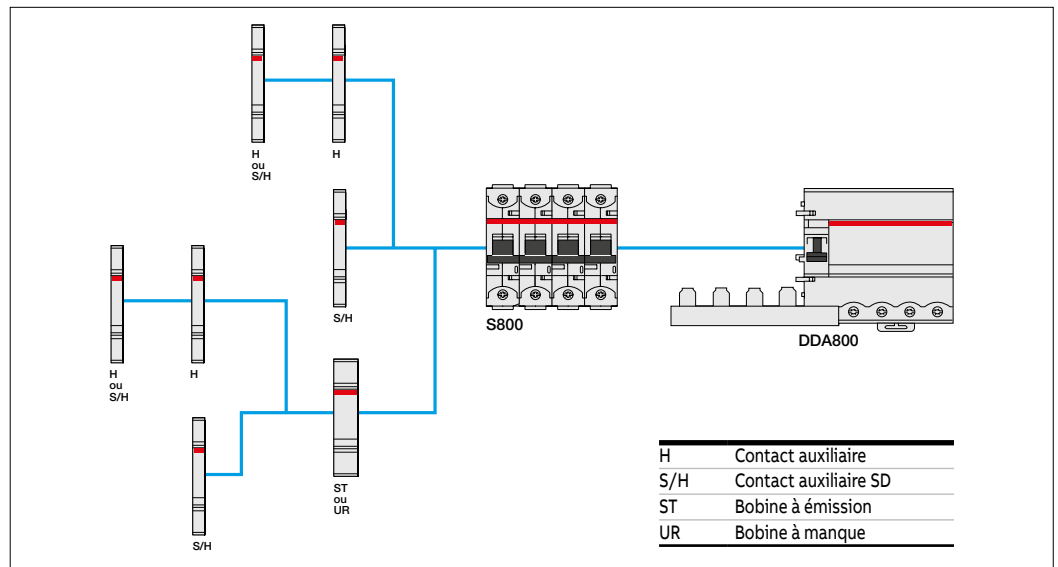 H
ou
S/H
H
S/H
S800
DDA800
H
ou
S/H
H
S/H
ST
ou
UR
H Contact auxiliaire
S/H Contact auxiliaire SD
ST Bobine à émission
UR Bobine à manque